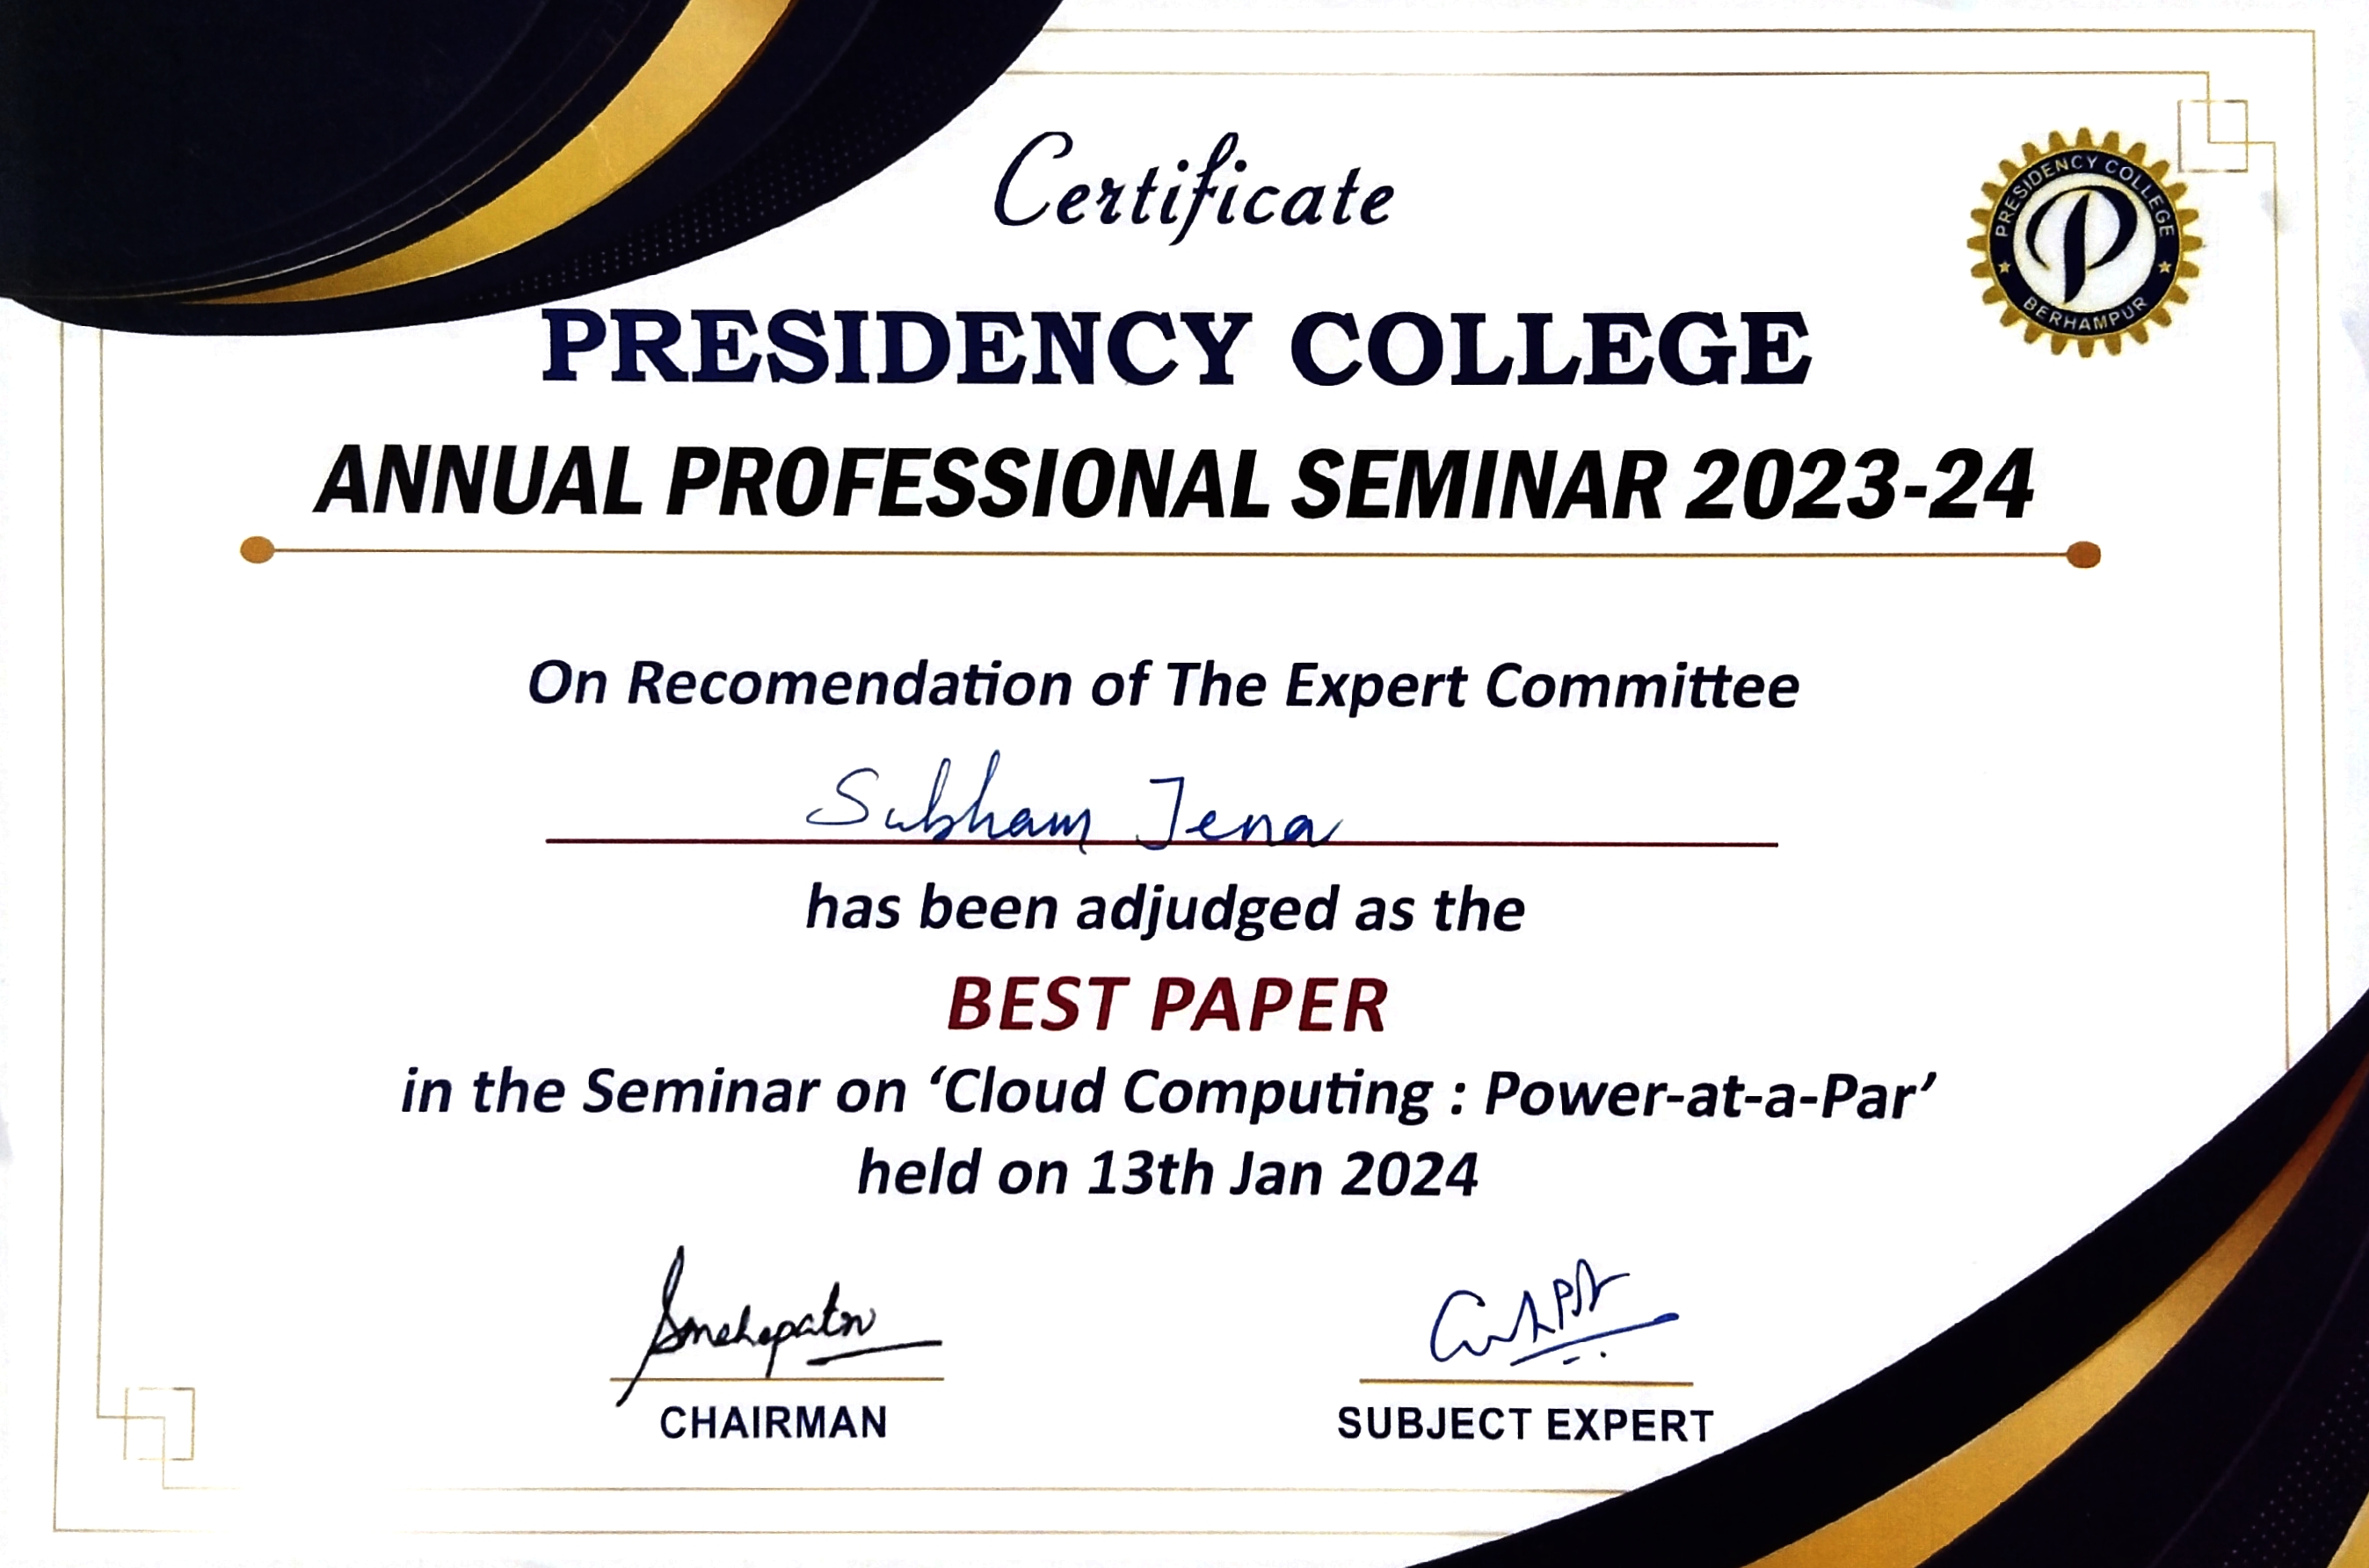 Certificate
PRESIDENCY COLLEGE
BERHAMPUR
PRESIDENCY COLLEGE
ANNUAL PROFESSIONAL SEMINAR 2023-24
On Recomendation of The Expert Committee
Subham Jena
has been adjudged as the
BEST PAPER
in the Seminar on ‘Cloud Computing : Power-at-a-Par’
held on 13th Jan 2024
CHAIRMAN
SUBJECT EXPERT